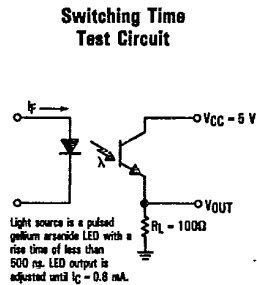 Switching Time
Test Circuit
IF
λ
VCC = 5 V
VOUT
RL = 100Ω
Light source is a pulsed
gallium arsenide LED with a
rise time of less than
500 ns. LED output is
adjusted until IC = 0.8 mA.